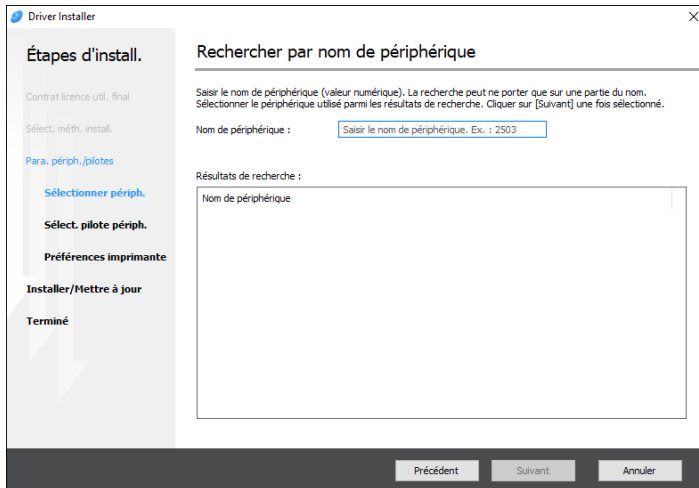 Driver Installer
Étapes d'install.
Contrat licence util. final
Sélect. méth. install.
Para. périph./pilotes
Sélectionner périph.
Sélect. pilote périph.
Préférences imprimante
Installer/Mettre à jour
Terminé
Rechercher par nom de périphérique
Saisir le nom de périphérique (valeur numérique). La recherche peut ne porter que sur une partie du nom.
Sélectionner le périphérique utilisé parmi les résultats de recherche. Cliquer sur [Suivant] une fois sélectionné.
Nom de périphérique :
Saisir le nom de périphérique. Ex. : 2503
Résultats de recherche :
Nom de périphérique
Précédent
Suivant
Annuler